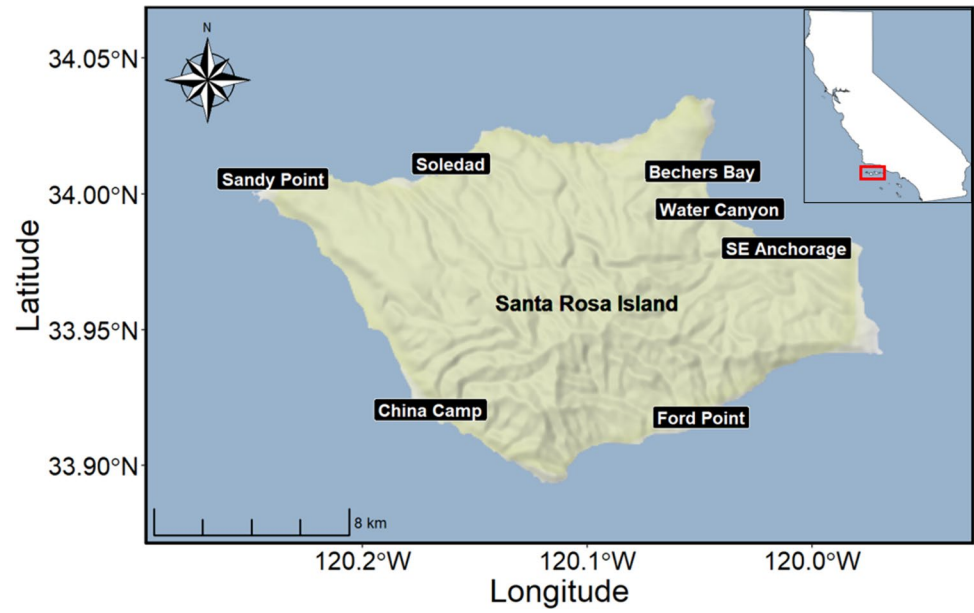 N
34.05°N
Soledad
Bechers Bay
Sandy Point
34.00°N
Water Canyon
SE Anchorage
Santa Rosa Island
Latitude
33.95°N
China Camp
Ford Point
33.90°N
8 km
120.2°W
120.1°W
120.0°W
Longitude